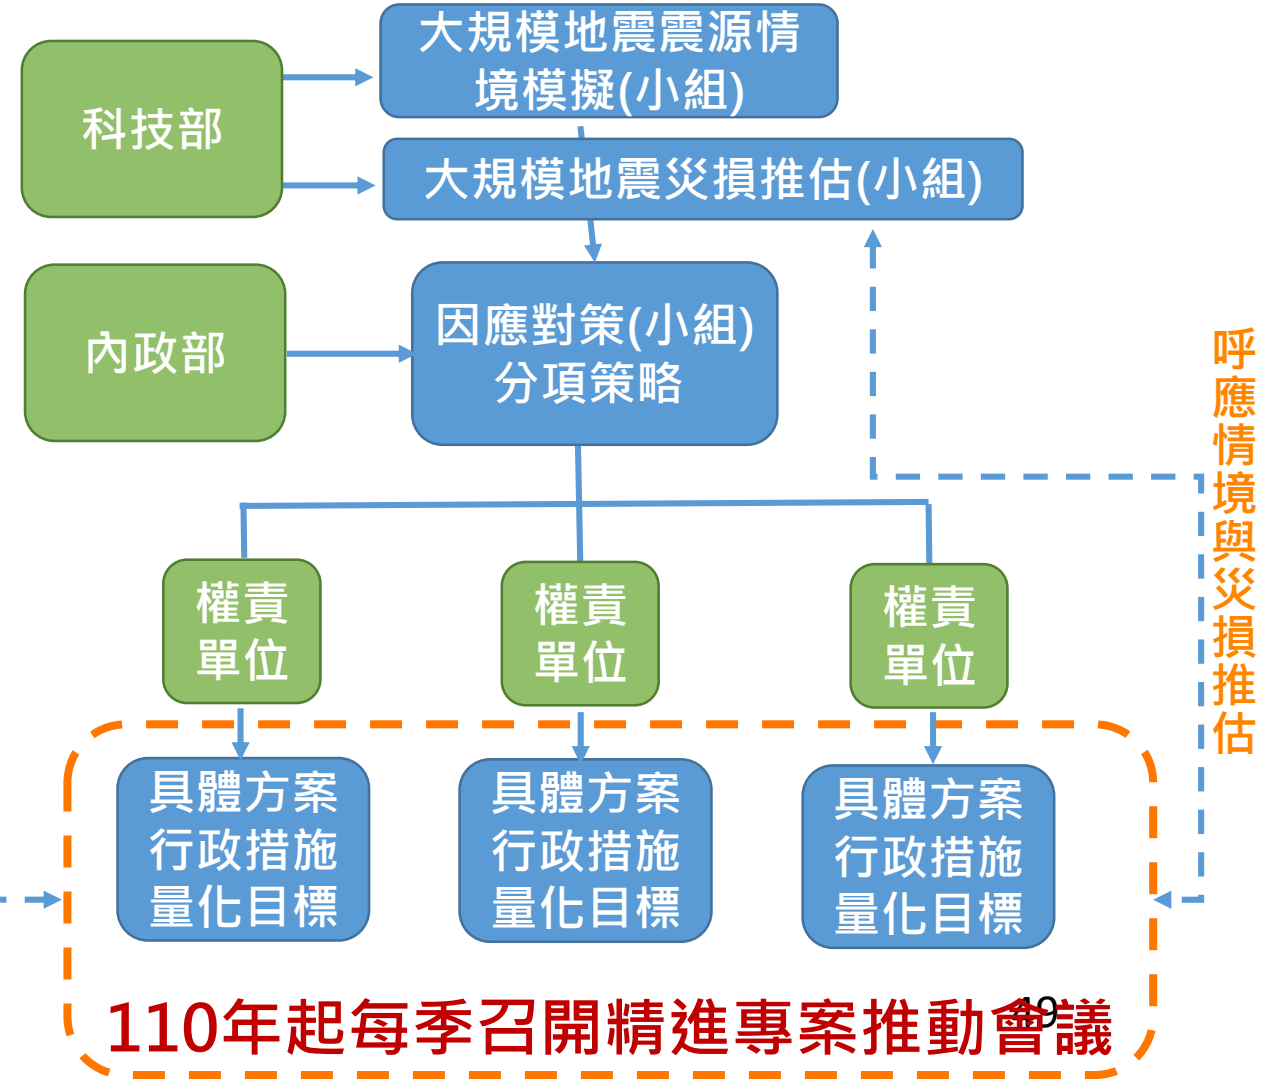 大規模地震震源情
境模擬(小組)
科技部
大規模地震災損推估(小組)
內政部
因應對策(小組)
分項策略
呼應情境與災損推估
權責
單位
權責
單位
權責
單位
具體方案
行政措施
量化目標
具體方案
行政措施
量化目標
具體方案
行政措施
量化目標
110年起每季召開精進專案推動會議
49